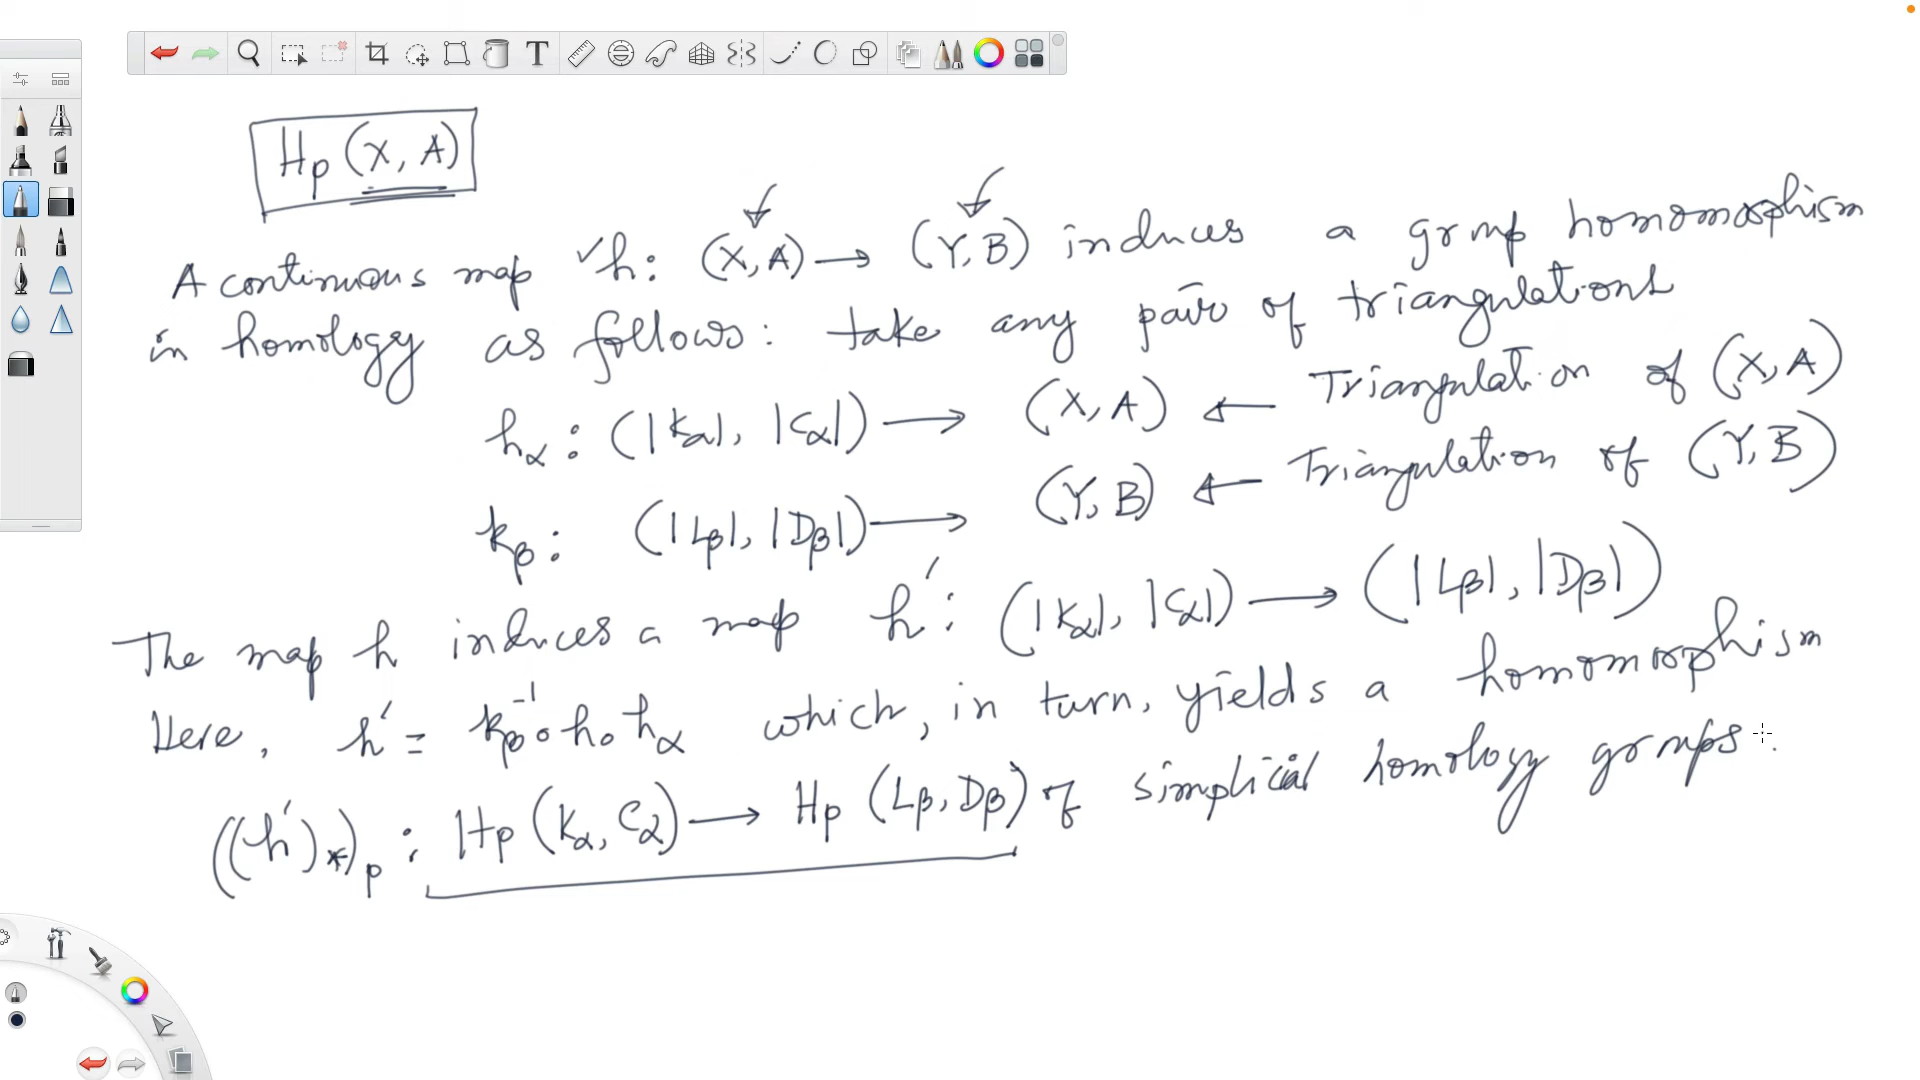 Hp (X, A)
A continuous map ✓h: (X, A) → (Y, B) induces a group homomorphism
in homology as follows: take any pair of triangulations
hα : (|Kα|, |Cα|) → (X, A) ← Triangulation of (X, A)
kβ : (|Lβ|, |Dβ|) → (Y, B) ← Triangulation of (Y, B)
The map h induces a map h′ : (|Kα|, |Cα|) → (|Lβ|, |Dβ|)
Here, h′ = kβ⁻¹ ∘ h ∘ hα which, in turn, yields a homomorphism
((h′)*)p : Hp (Kα, Cα) → Hp (Lβ, Dβ) of simplicial homology groups.